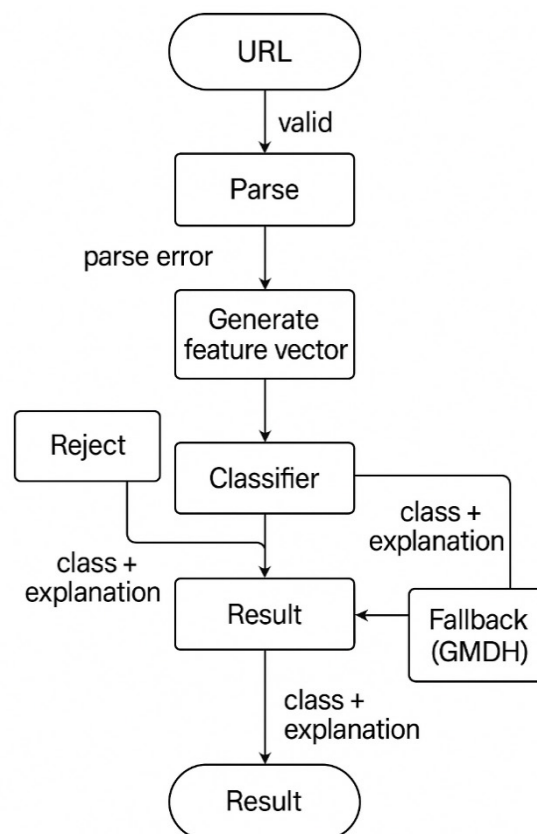 URL
valid
Parse
parse error
Generate
feature vector
Reject
Classifier
class +
explanation
class +
explanation
Result
Fallback
(GMDH)
class +
explanation
Result